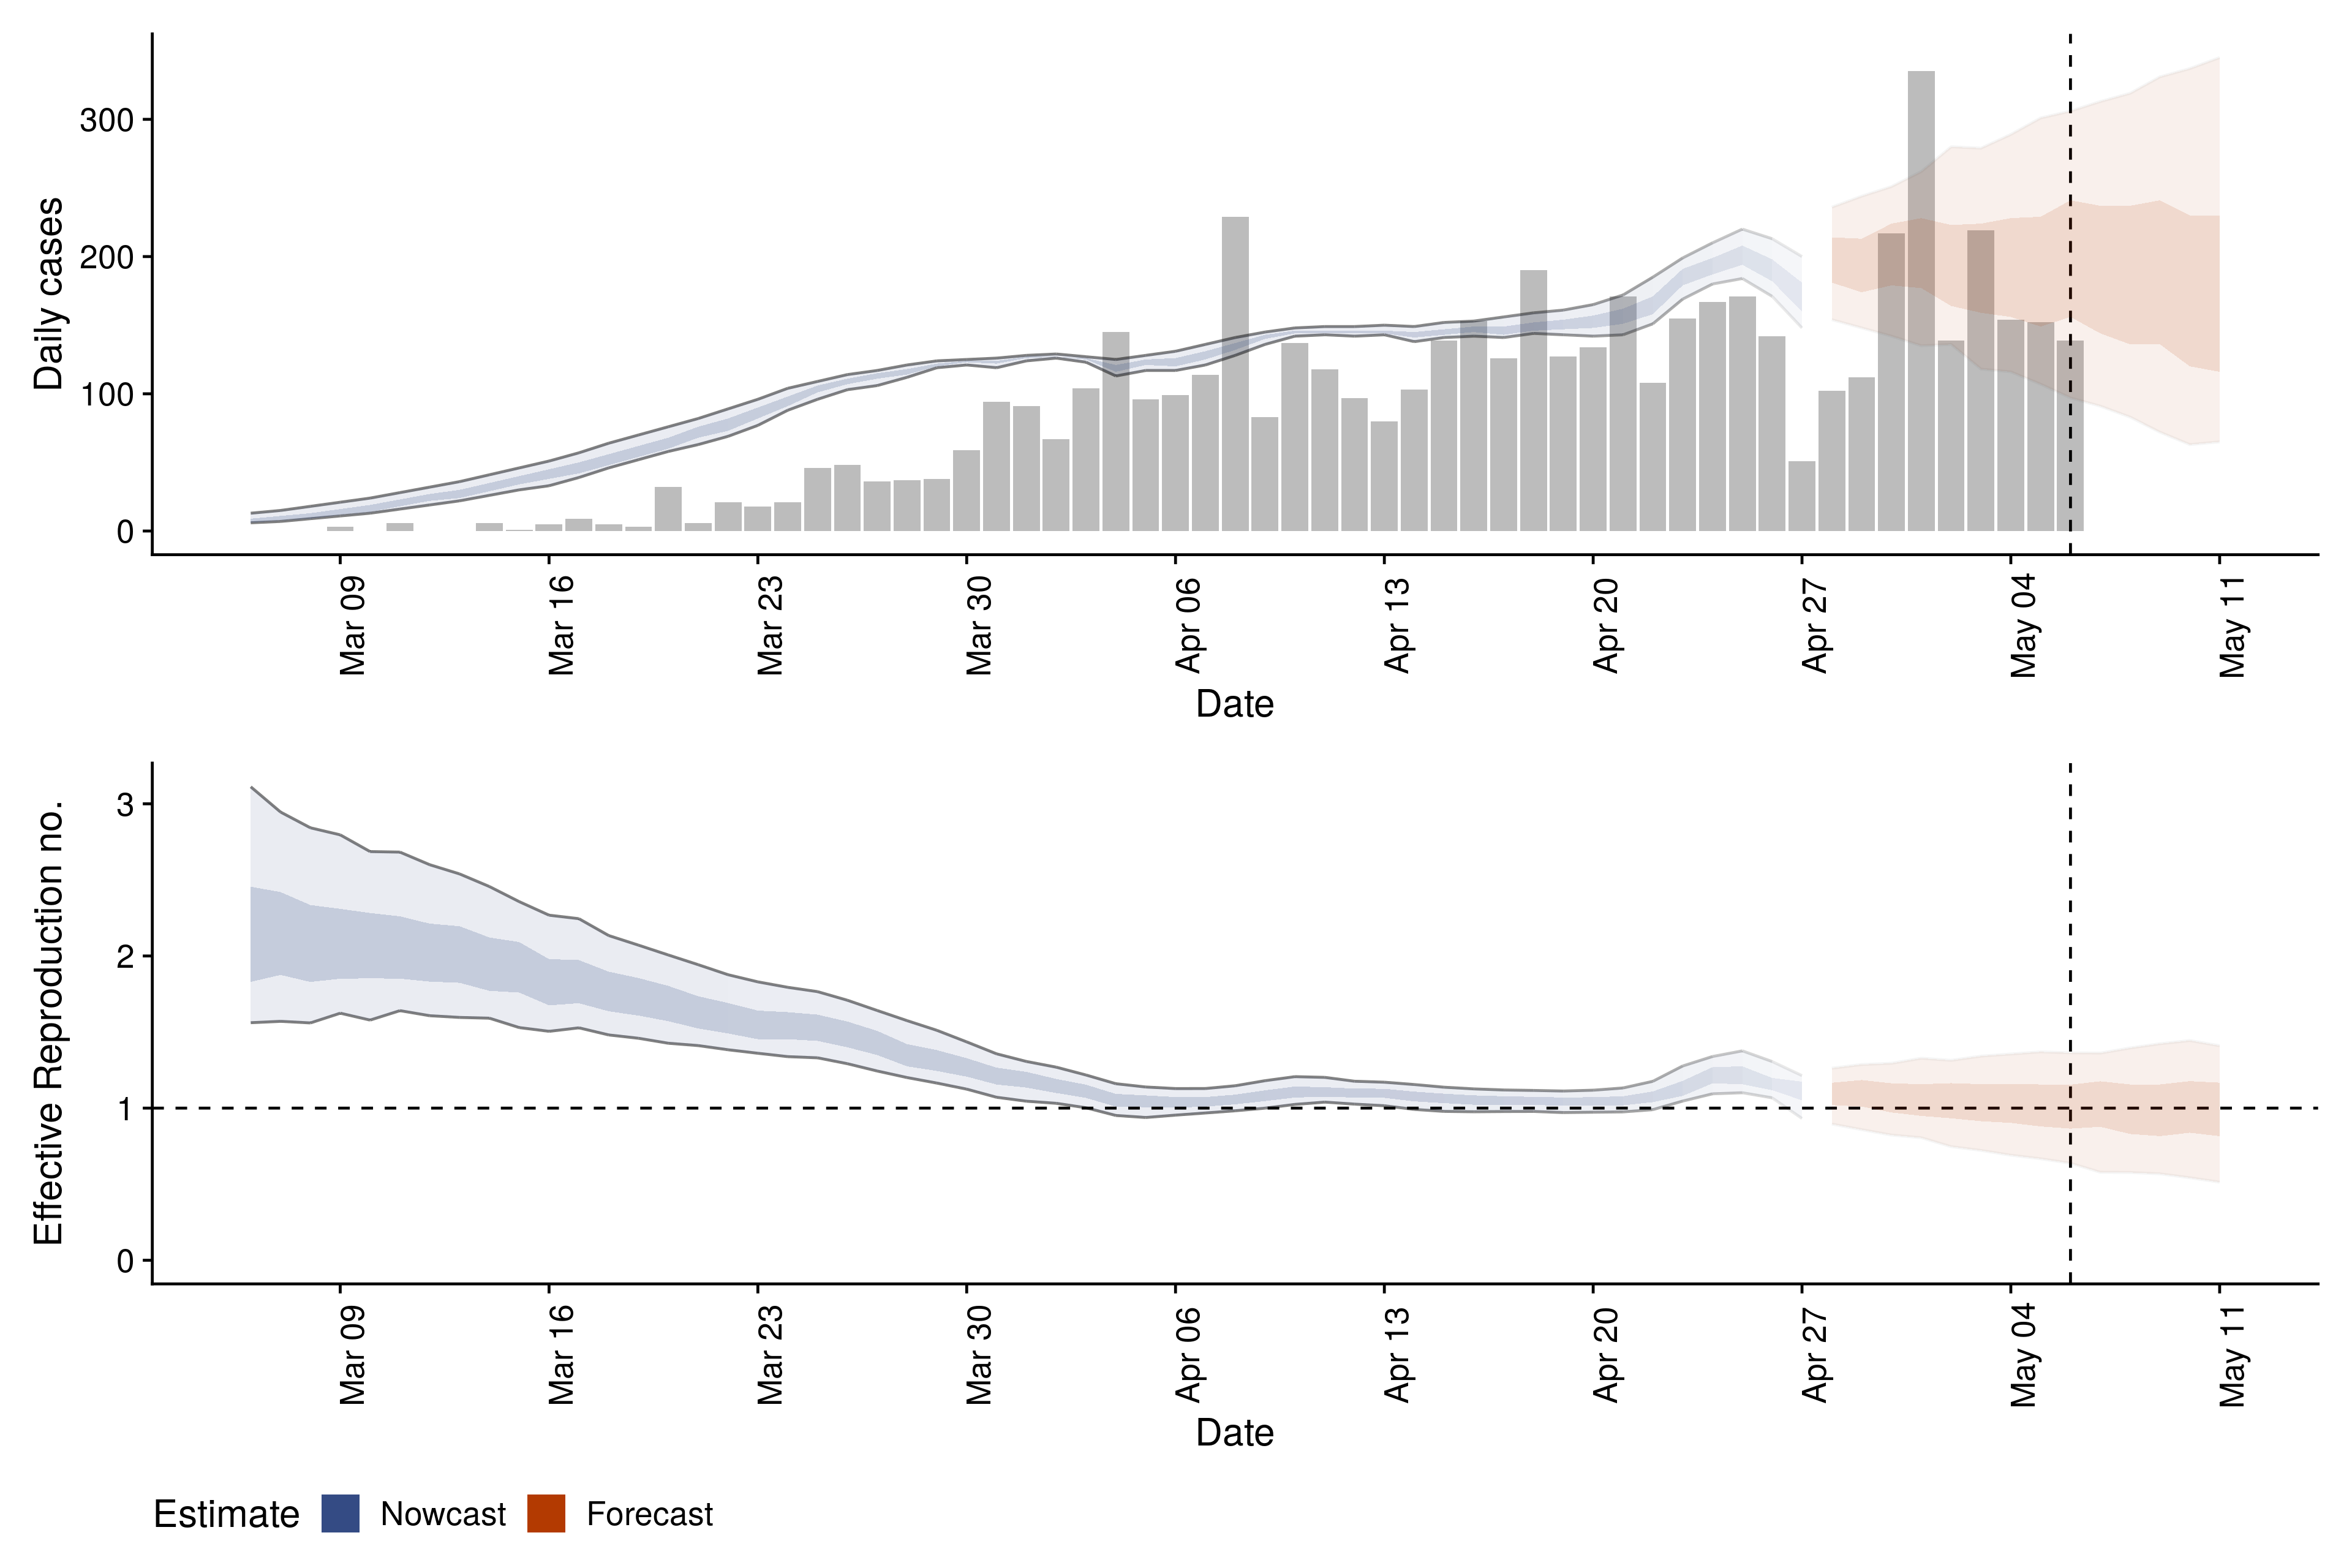 Daily cases
300
200
100
0
Mar 09
Mar 16
Mar 23
Mar 30
Apr 06
Apr 13
Apr 20
Apr 27
May 04
May 11
Date
Effective Reproduction no.
3
2
1
0
Mar 09
Mar 16
Mar 23
Mar 30
Apr 06
Apr 13
Apr 20
Apr 27
May 04
May 11
Date
Estimate Nowcast Forecast